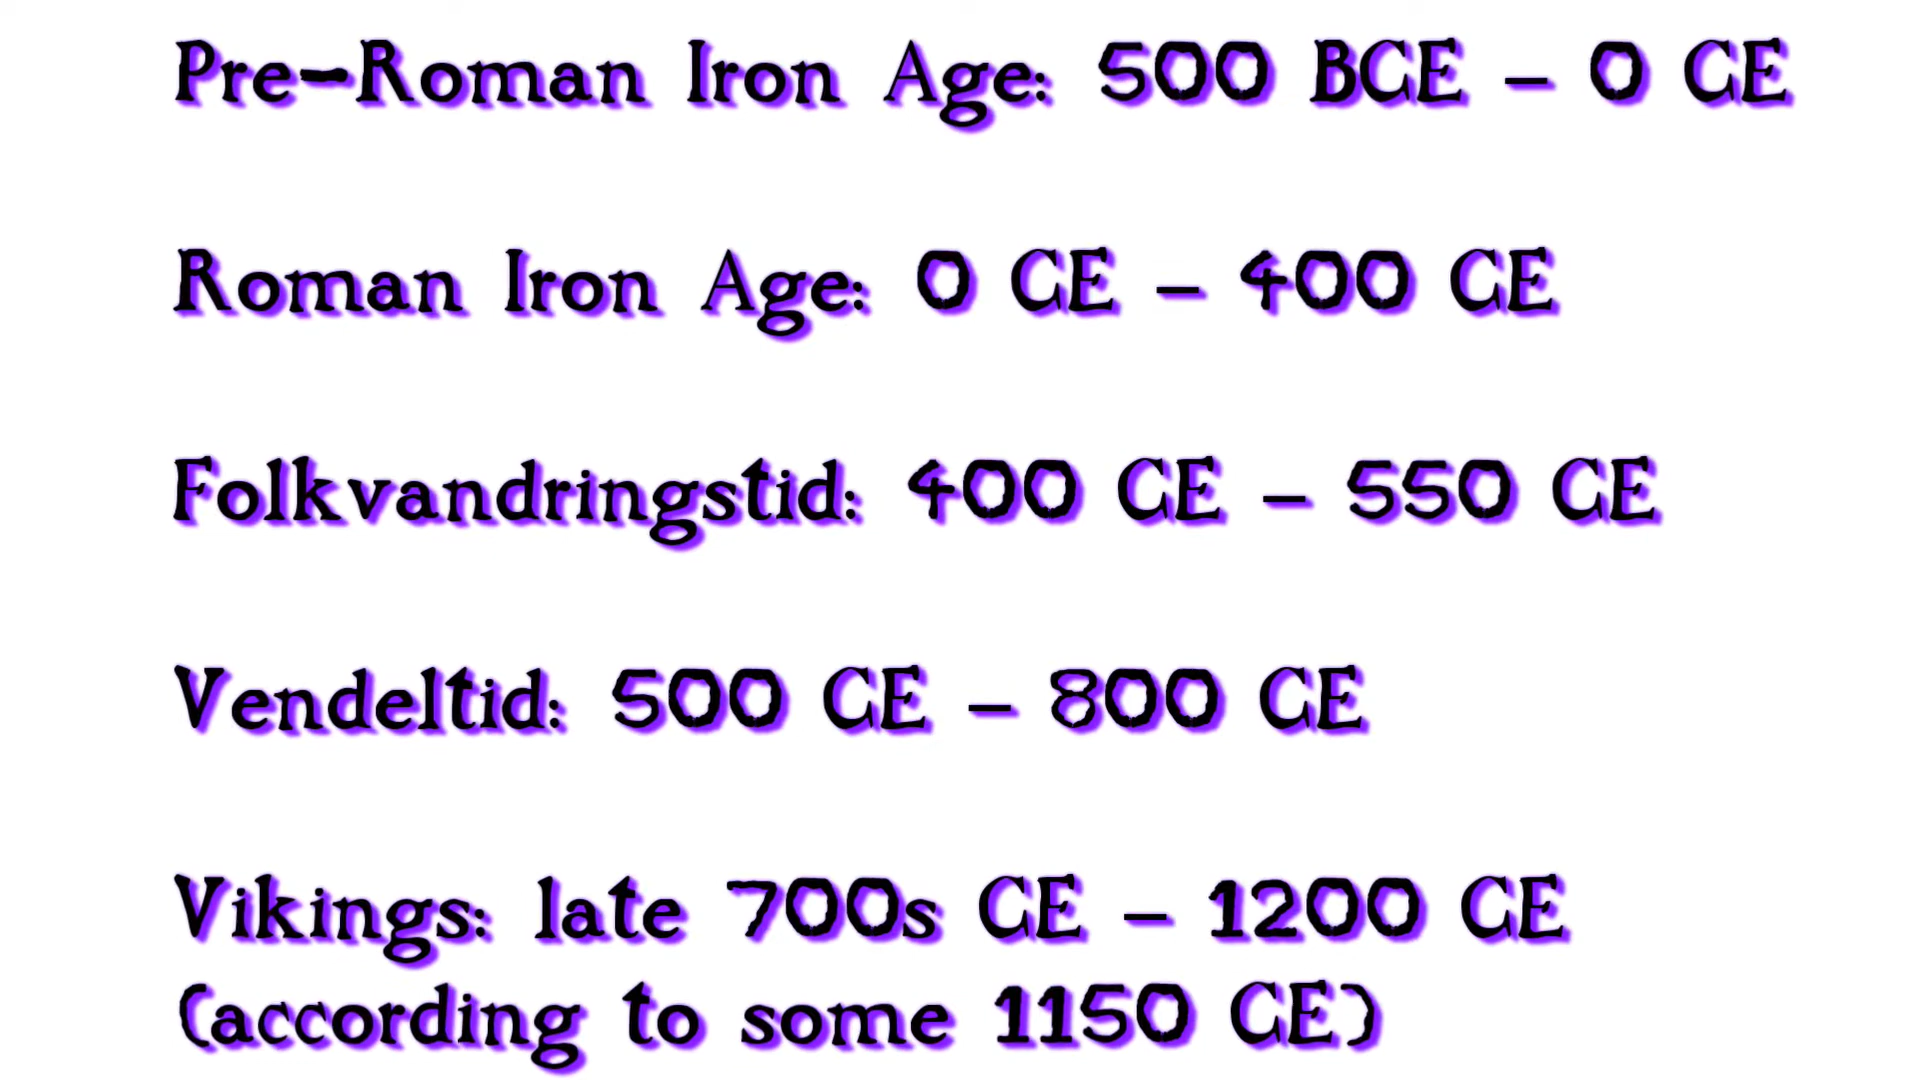 Pre-Roman Iron Age: 500 BCE – 0 CE
Roman Iron Age: 0 CE – 400 CE
Folkvandringstid: 400 CE – 550 CE
Vendeltid: 500 CE – 800 CE
Vikings: late 700s CE – 1200 CE
(according to some 1150 CE)